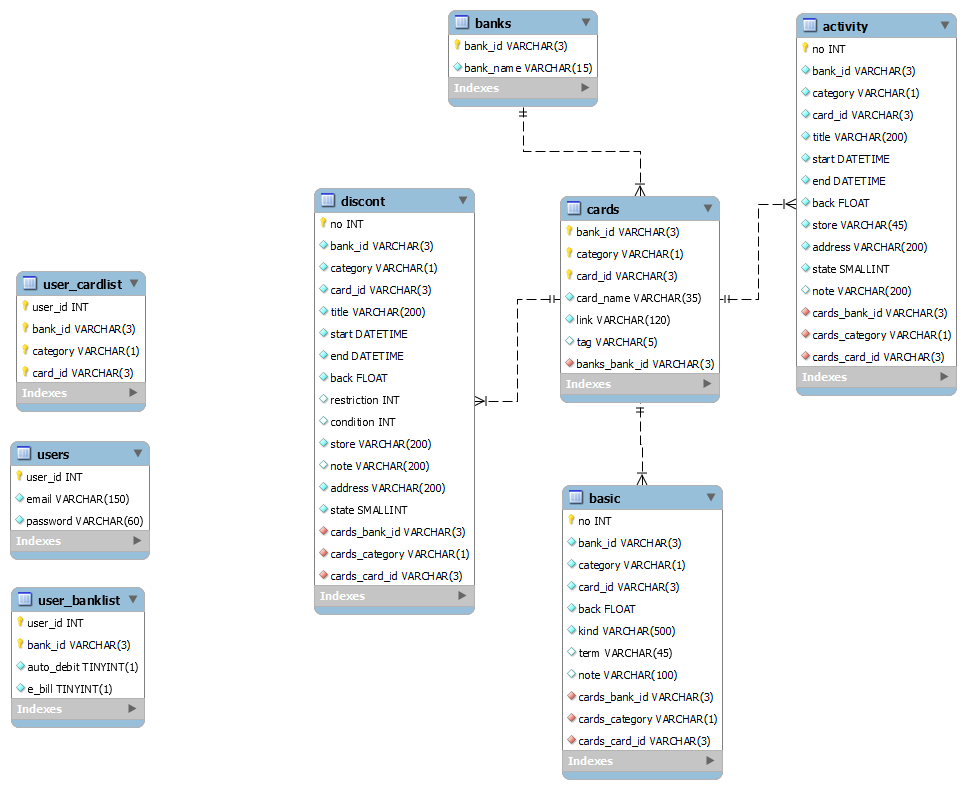 banks
bank_id VARCHAR(3)
bank_name VARCHAR(15)
Indexes
activity
no INT
bank_id VARCHAR(3)
category VARCHAR(1)
card_id VARCHAR(3)
title VARCHAR(200)
start DATETIME
end DATETIME
back FLOAT
store VARCHAR(45)
address VARCHAR(200)
state SMALLINT
note VARCHAR(200)
cards_bank_id VARCHAR(3)
cards_category VARCHAR(1)
cards_card_id VARCHAR(3)
Indexes
discont
no INT
bank_id VARCHAR(3)
category VARCHAR(1)
card_id VARCHAR(3)
title VARCHAR(200)
start DATETIME
end DATETIME
back FLOAT
restriction INT
condition INT
store VARCHAR(200)
note VARCHAR(200)
address VARCHAR(200)
state SMALLINT
cards_bank_id VARCHAR(3)
cards_category VARCHAR(1)
cards_card_id VARCHAR(3)
Indexes
cards
bank_id VARCHAR(3)
category VARCHAR(1)
card_id VARCHAR(3)
card_name VARCHAR(35)
link VARCHAR(120)
tag VARCHAR(5)
banks_bank_id VARCHAR(3)
Indexes
user_cardlist
user_id INT
bank_id VARCHAR(3)
category VARCHAR(1)
card_id VARCHAR(3)
Indexes
users
user_id INT
email VARCHAR(150)
password VARCHAR(60)
Indexes
basic
no INT
bank_id VARCHAR(3)
category VARCHAR(1)
card_id VARCHAR(3)
back FLOAT
kind VARCHAR(500)
term VARCHAR(45)
note VARCHAR(100)
cards_bank_id VARCHAR(3)
cards_category VARCHAR(1)
cards_card_id VARCHAR(3)
Indexes
user_banklist
user_id INT
bank_id VARCHAR(3)
auto_debit TINYINT(1)
e_bill TINYINT(1)
Indexes